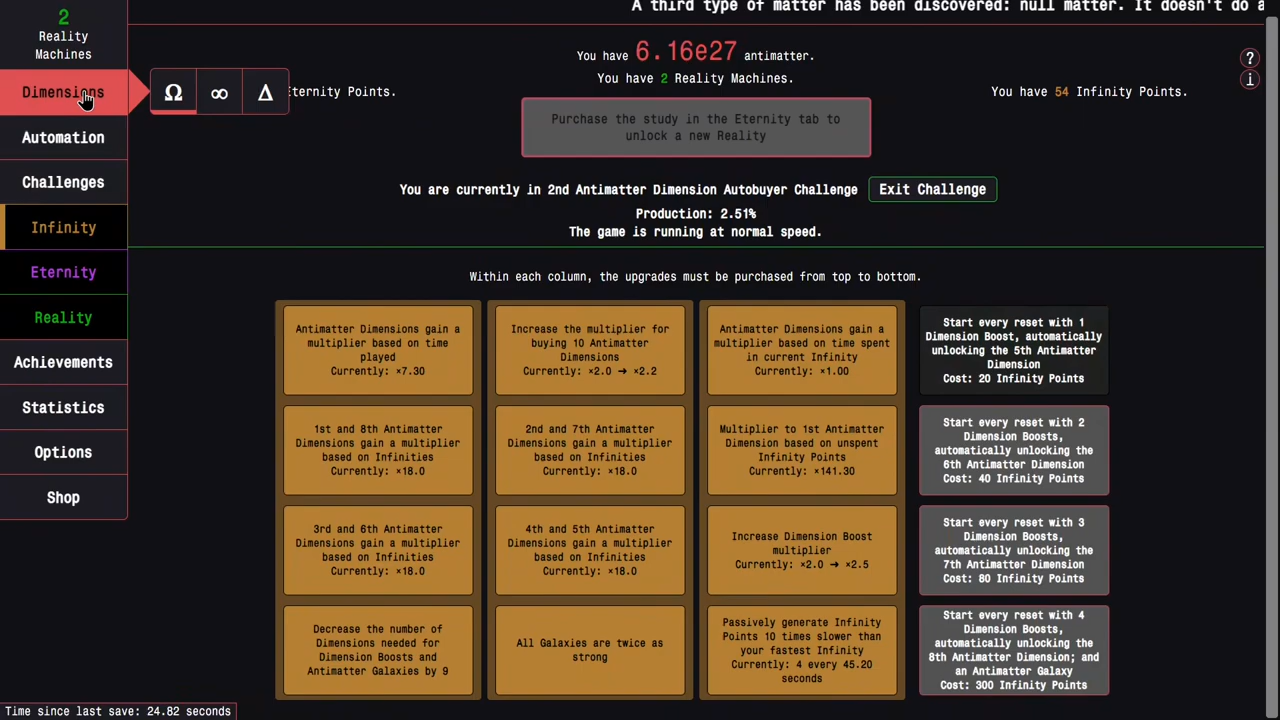 A third type of matter has been discovered: null matter. It doesn't do a
2
Reality
Machines
You have 6.16e27 antimatter.
You have 2 Reality Machines.
Dimensions
Ω
∞
Δ
Eternity Points.
You have 54 Infinity Points.
?
i
Purchase the study in the Eternity tab to
unlock a new Reality
Automation
Challenges
Infinity
Eternity
Reality
Achievements
Statistics
Options
Shop
You are currently in 2nd Antimatter Dimension Autobuyer Challenge
Exit Challenge
Production: 2.51%
The game is running at normal speed.
Within each column, the upgrades must be purchased from top to bottom.
Antimatter Dimensions gain a
multiplier based on time
played
Currently: ×7.30
Increase the multiplier for
buying 10 Antimatter
Dimensions
Currently: ×2.0 → ×2.2
Antimatter Dimensions gain a
multiplier based on time spent
in current Infinity
Currently: ×1.00
Start every reset with 1
Dimension Boost, automatically
unlocking the 5th Antimatter
Dimension
Cost: 20 Infinity Points
1st and 8th Antimatter
Dimensions gain a multiplier
based on Infinities
Currently: ×18.0
2nd and 7th Antimatter
Dimensions gain a multiplier
based on Infinities
Currently: ×18.0
Multiplier to 1st Antimatter
Dimension based on unspent
Infinity Points
Currently: ×141.30
Start every reset with 2
Dimension Boosts,
automatically unlocking the
6th Antimatter Dimension
Cost: 40 Infinity Points
3rd and 6th Antimatter
Dimensions gain a multiplier
based on Infinities
Currently: ×18.0
4th and 5th Antimatter
Dimensions gain a multiplier
based on Infinities
Currently: ×18.0
Increase Dimension Boost
multiplier
Currently: ×2.0 → ×2.5
Start every reset with 3
Dimension Boosts,
automatically unlocking the
7th Antimatter Dimension
Cost: 80 Infinity Points
Decrease the number of
Dimensions needed for
Dimension Boosts and
Antimatter Galaxies by 9
All Galaxies are twice as
strong
Passively generate Infinity
Points 10 times slower than
your fastest Infinity
Currently: 4 every 45.20
seconds
Start every reset with 4
Dimension Boosts,
automatically unlocking the
8th Antimatter Dimension; and
an Antimatter Galaxy
Cost: 300 Infinity Points
Time since last save: 24.82 seconds